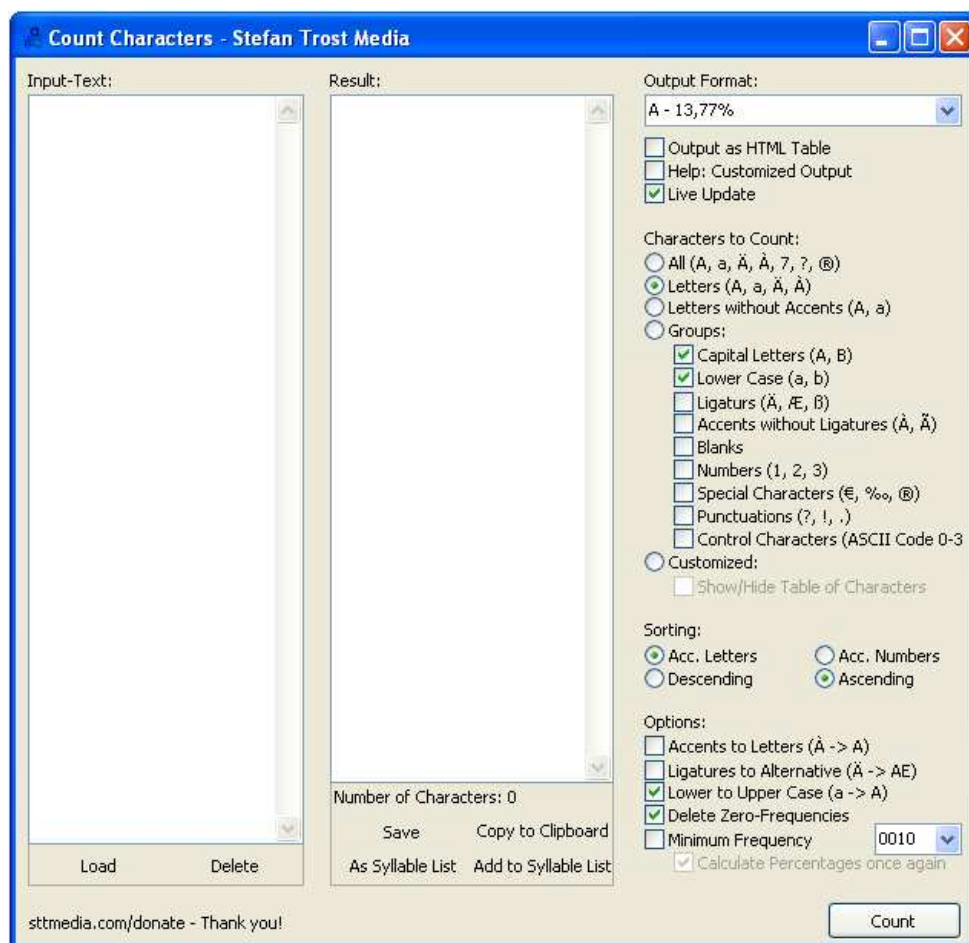 Count Characters - Stefan Trost Media
Input-Text:
Result:
Output Format:
A - 13,77%
Output as HTML Table
Help: Customized Output
Live Update
Characters to Count:
All (A, a, Ä, À, 7, ?, ®)
Letters (A, a, Ä, À)
Letters without Accents (A, a)
Groups:
Capital Letters (A, B)
Lower Case (a, b)
Ligaturs (Ä, Æ, ß)
Accents without Ligatures (À, Ã)
Blanks
Numbers (1, 2, 3)
Special Characters (€, ‰, ®)
Punctuations (?, !, .)
Control Characters (ASCII Code 0-3
Customized:
Show/Hide Table of Characters
Sorting:
Acc. Letters Acc. Numbers
Descending Ascending
Options:
Accents to Letters (À -> A)
Ligatures to Alternative (Ä -> AE)
Lower to Upper Case (a -> A)
Delete Zero-Frequencies
Minimum Frequency 0010
Calculate Percentages once again
Number of Characters: 0
Save Copy to Clipboard
As Syllable List Add to Syllable List
Load Delete
sttmedia.com/donate - Thank you!
Count